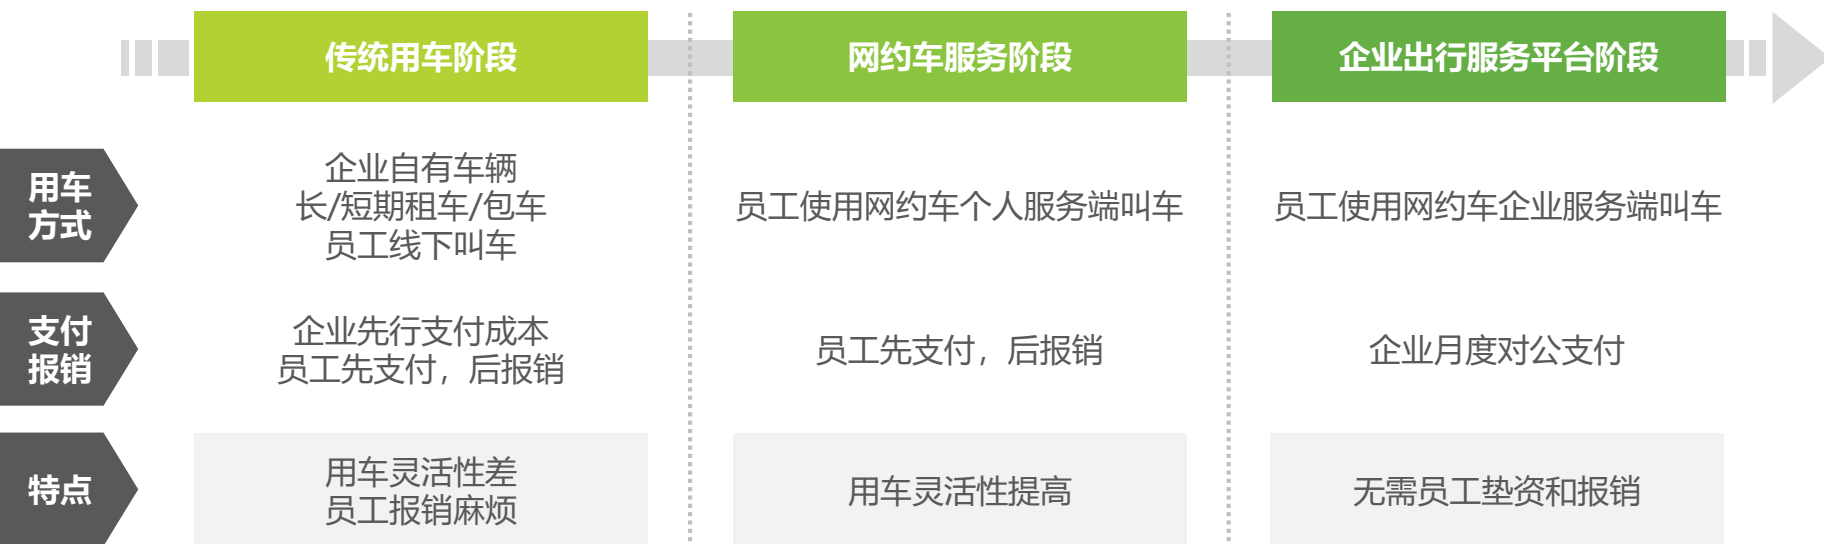 传统用车阶段
网约车服务阶段
企业出行服务平台阶段
用车
方式
企业自有车辆
长/短期租车/包车
员工线下叫车
员工使用网约车个人服务端叫车
员工使用网约车企业服务端叫车
支付
报销
企业先行支付成本
员工先支付，后报销
员工先支付，后报销
企业月度对公支付
特点
用车灵活性差
员工报销麻烦
用车灵活性提高
无需员工垫资和报销